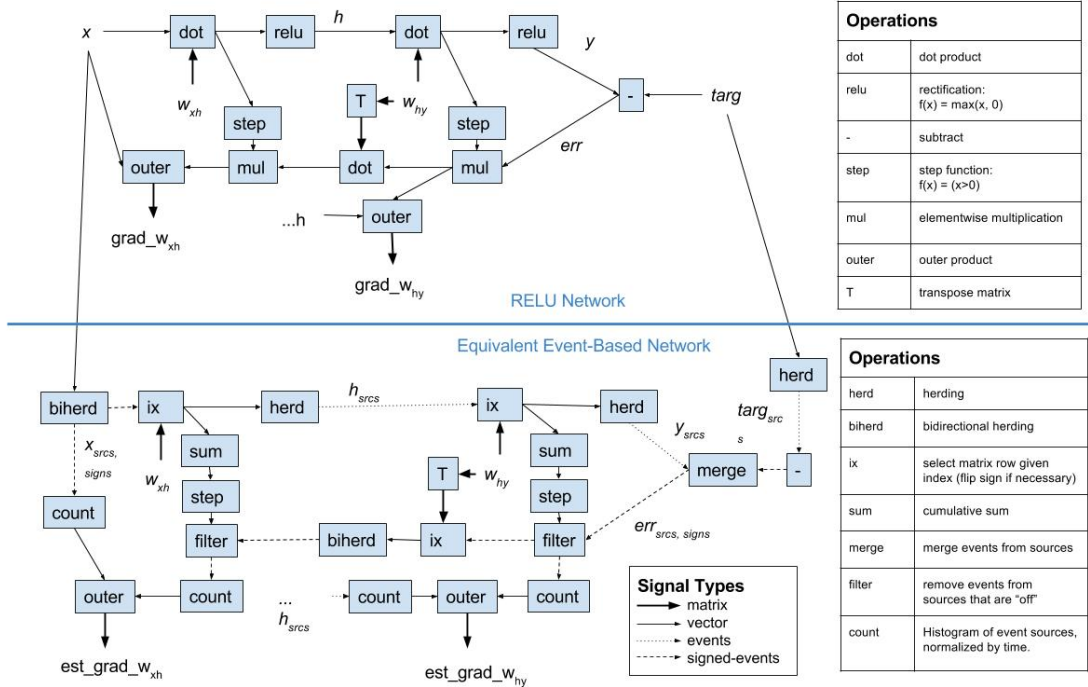 x
dot
relu
h
dot
relu
y
w_xh
T
w_hy
-
targ
step
step
err
outer
mul
dot
mul
...h
outer
grad_w_xh
grad_w_hy
RELU Network
Operations
dot dot product
relu rectification:
f(x) = max(x, 0)
- subtract
step step function:
f(x) = (x>0)
mul elementwise multiplication
outer outer product
T transpose matrix
Equivalent Event-Based Network
herd
biherd
ix
herd
h_srcs
ix
herd
targ_src
s
x_srcs,
signs
sum
sum
y_srcs
w_xh
T
w_hy
merge
-
count
step
step
filter
biherd
ix
filter
err_srcs, signs
outer
count
...
h_srcs
count
outer
count
est_grad_w_xh
est_grad_w_hy
Signal Types
matrix
vector
events
signed-events
Operations
herd herding
biherd bidirectional herding
ix select matrix row given
index (flip sign if necessary)
sum cumulative sum
merge merge events from sources
filter remove events from
sources that are “off”
count Histogram of event sources,
normalized by time.